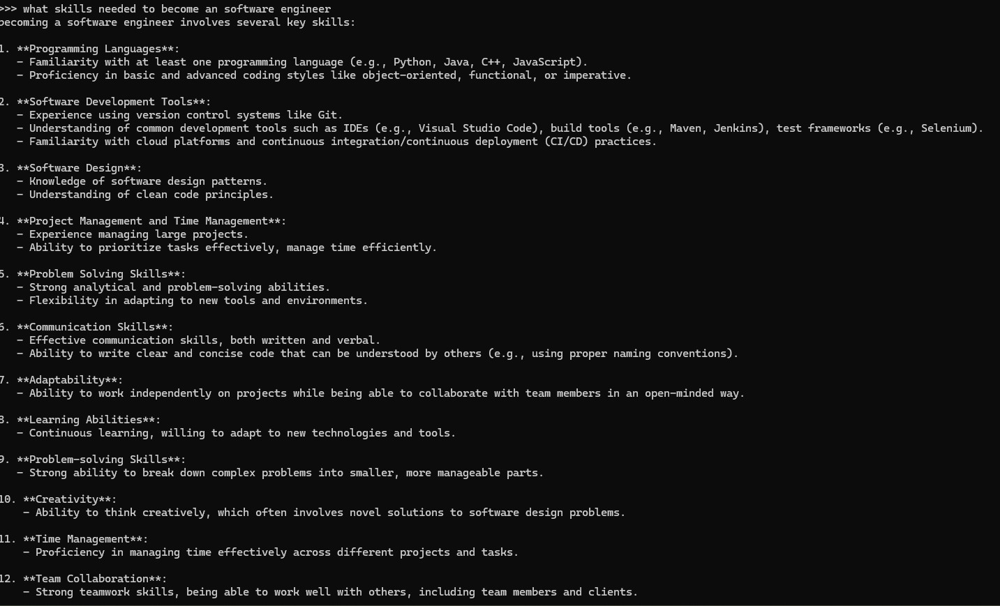 >>> what skills needed to become an software engineer
becoming a software engineer involves several key skills:
1. **Programming Languages**:
- Familiarity with at least one programming language (e.g., Python, Java, C++, JavaScript).
- Proficiency in basic and advanced coding styles like object-oriented, functional, or imperative.
2. **Software Development Tools**:
- Experience using version control systems like Git.
- Understanding of common development tools such as IDEs (e.g., Visual Studio Code), build tools (e.g., Maven, Jenkins), test frameworks (e.g., Selenium).
- Familiarity with cloud platforms and continuous integration/continuous deployment (CI/CD) practices.
3. **Software Design**:
- Knowledge of software design patterns.
- Understanding of clean code principles.
4. **Project Management and Time Management**:
- Experience managing large projects.
- Ability to prioritize tasks effectively, manage time efficiently.
5. **Problem Solving Skills**:
- Strong analytical and problem-solving abilities.
- Flexibility in adapting to new tools and environments.
6. **Communication Skills**:
- Effective communication skills, both written and verbal.
- Ability to write clear and concise code that can be understood by others (e.g., using proper naming conventions).
7. **Adaptability**:
- Ability to work independently on projects while being able to collaborate with team members in an open-minded way.
8. **Learning Abilities**:
- Continuous learning, willing to adapt to new technologies and tools.
9. **Problem-solving Skills**:
- Strong ability to break down complex problems into smaller, more manageable parts.
10. **Creativity**:
- Ability to think creatively, which often involves novel solutions to software design problems.
11. **Time Management**:
- Proficiency in managing time effectively across different projects and tasks.
12. **Team Collaboration**:
- Strong teamwork skills, being able to work well with others, including team members and clients.